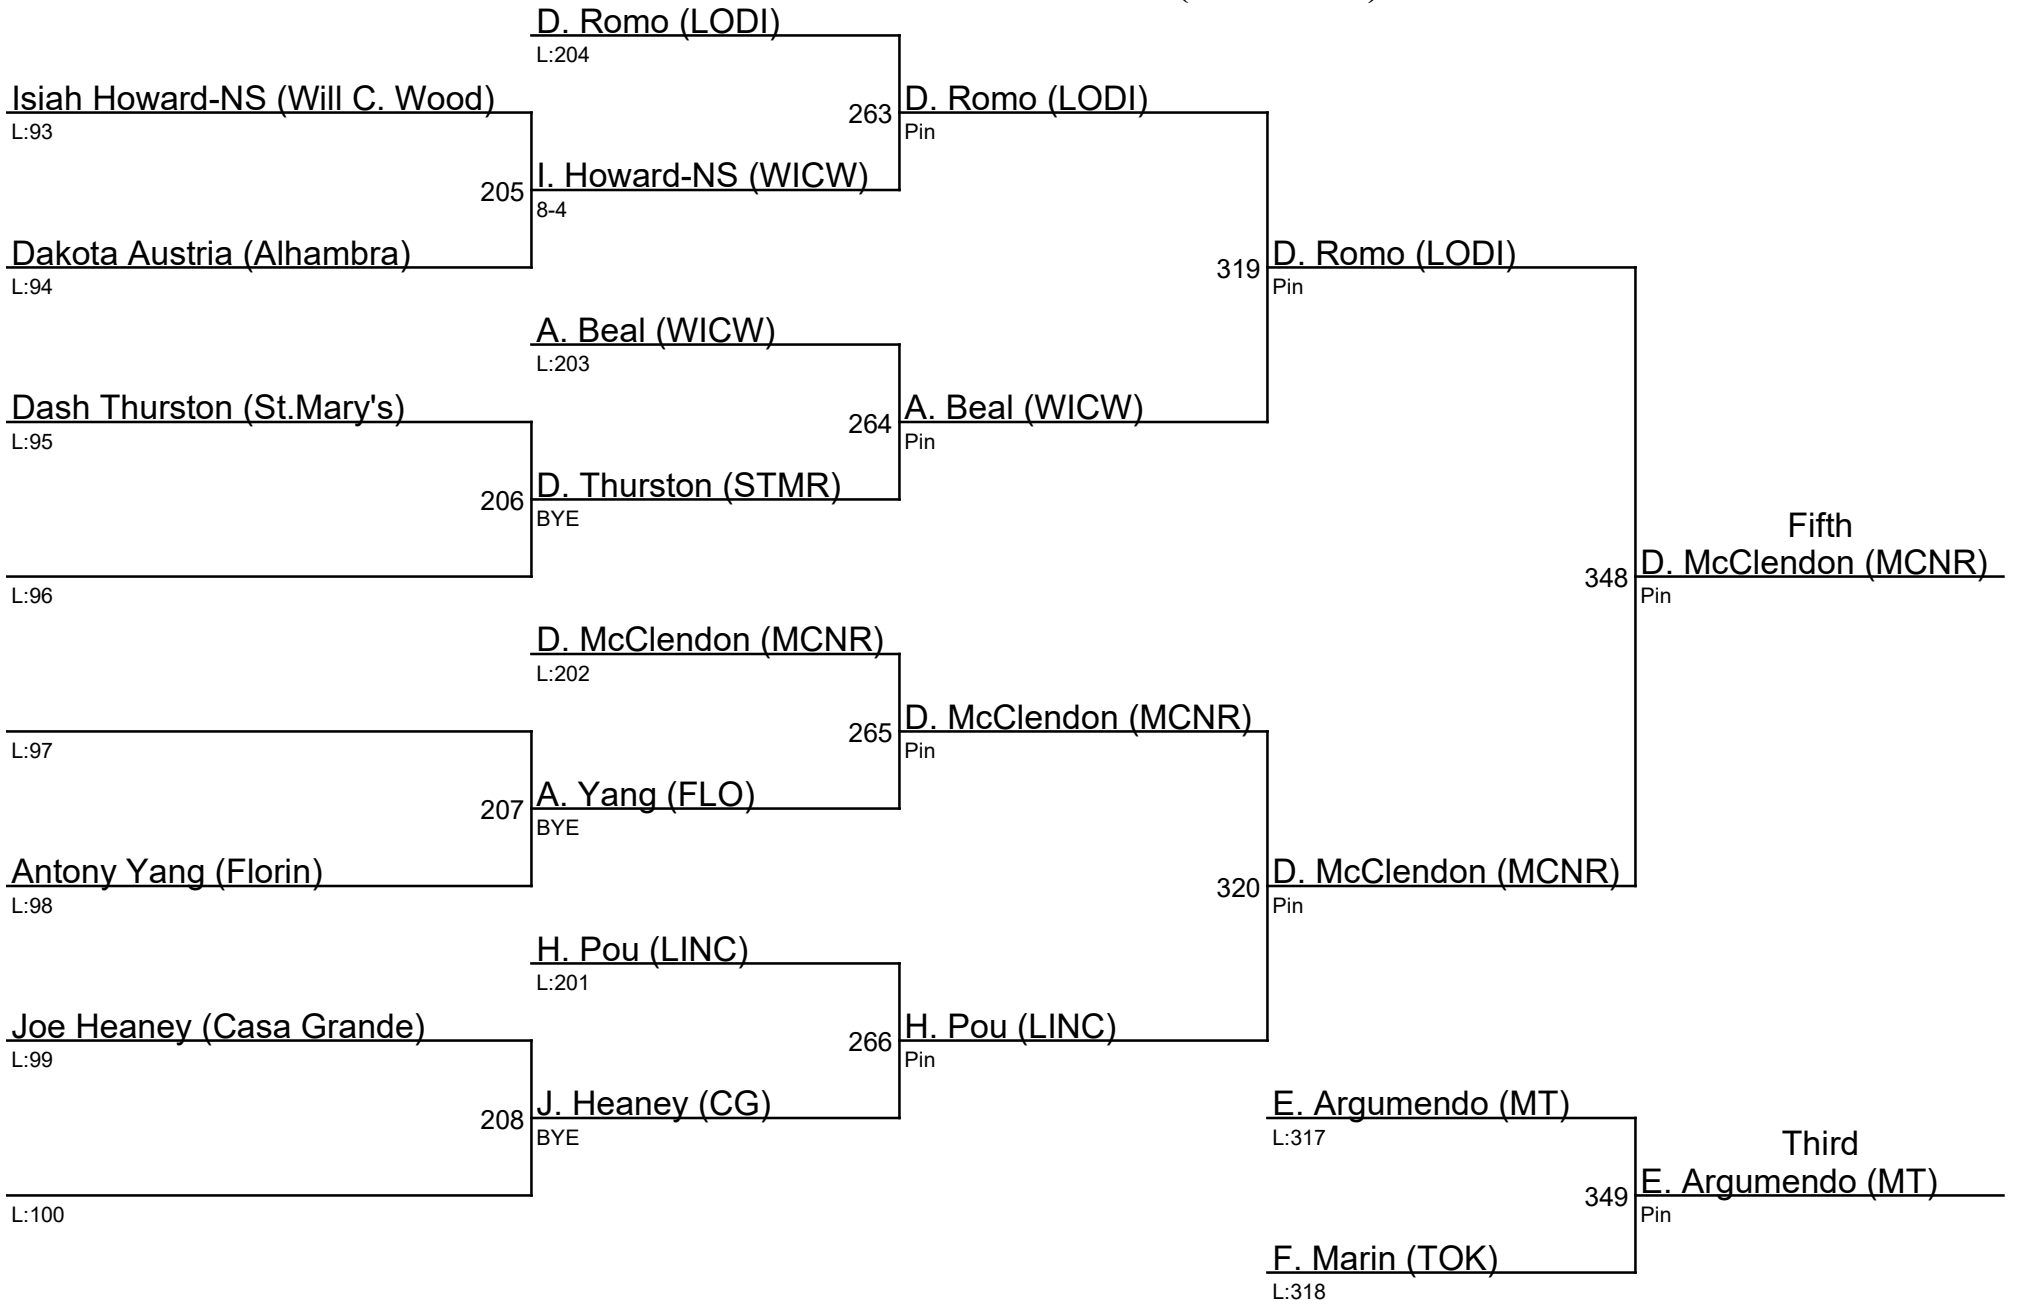 D. Romo (LODI)
L:204
Isiah Howard-NS (Will C. Wood)
L:93
263
D. Romo (LODI)
Pin
205
I. Howard-NS (WICW)
8-4
Dakota Austria (Alhambra)
L:94
319
D. Romo (LODI)
Pin
A. Beal (WICW)
L:203
Dash Thurston (St.Mary's)
L:95
264
A. Beal (WICW)
Pin
206
D. Thurston (STMR)
BYE
Fifth
L:96
348
D. McClendon (MCNR)
Pin
D. McClendon (MCNR)
L:202
L:97
265
D. McClendon (MCNR)
Pin
207
A. Yang (FLO)
BYE
Antony Yang (Florin)
L:98
320
D. McClendon (MCNR)
Pin
H. Pou (LINC)
L:201
Joe Heaney (Casa Grande)
L:99
266
H. Pou (LINC)
Pin
208
J. Heaney (CG)
BYE
E. Argumendo (MT)
L:317
Third
L:100
349
E. Argumendo (MT)
Pin
F. Marin (TOK)
L:318